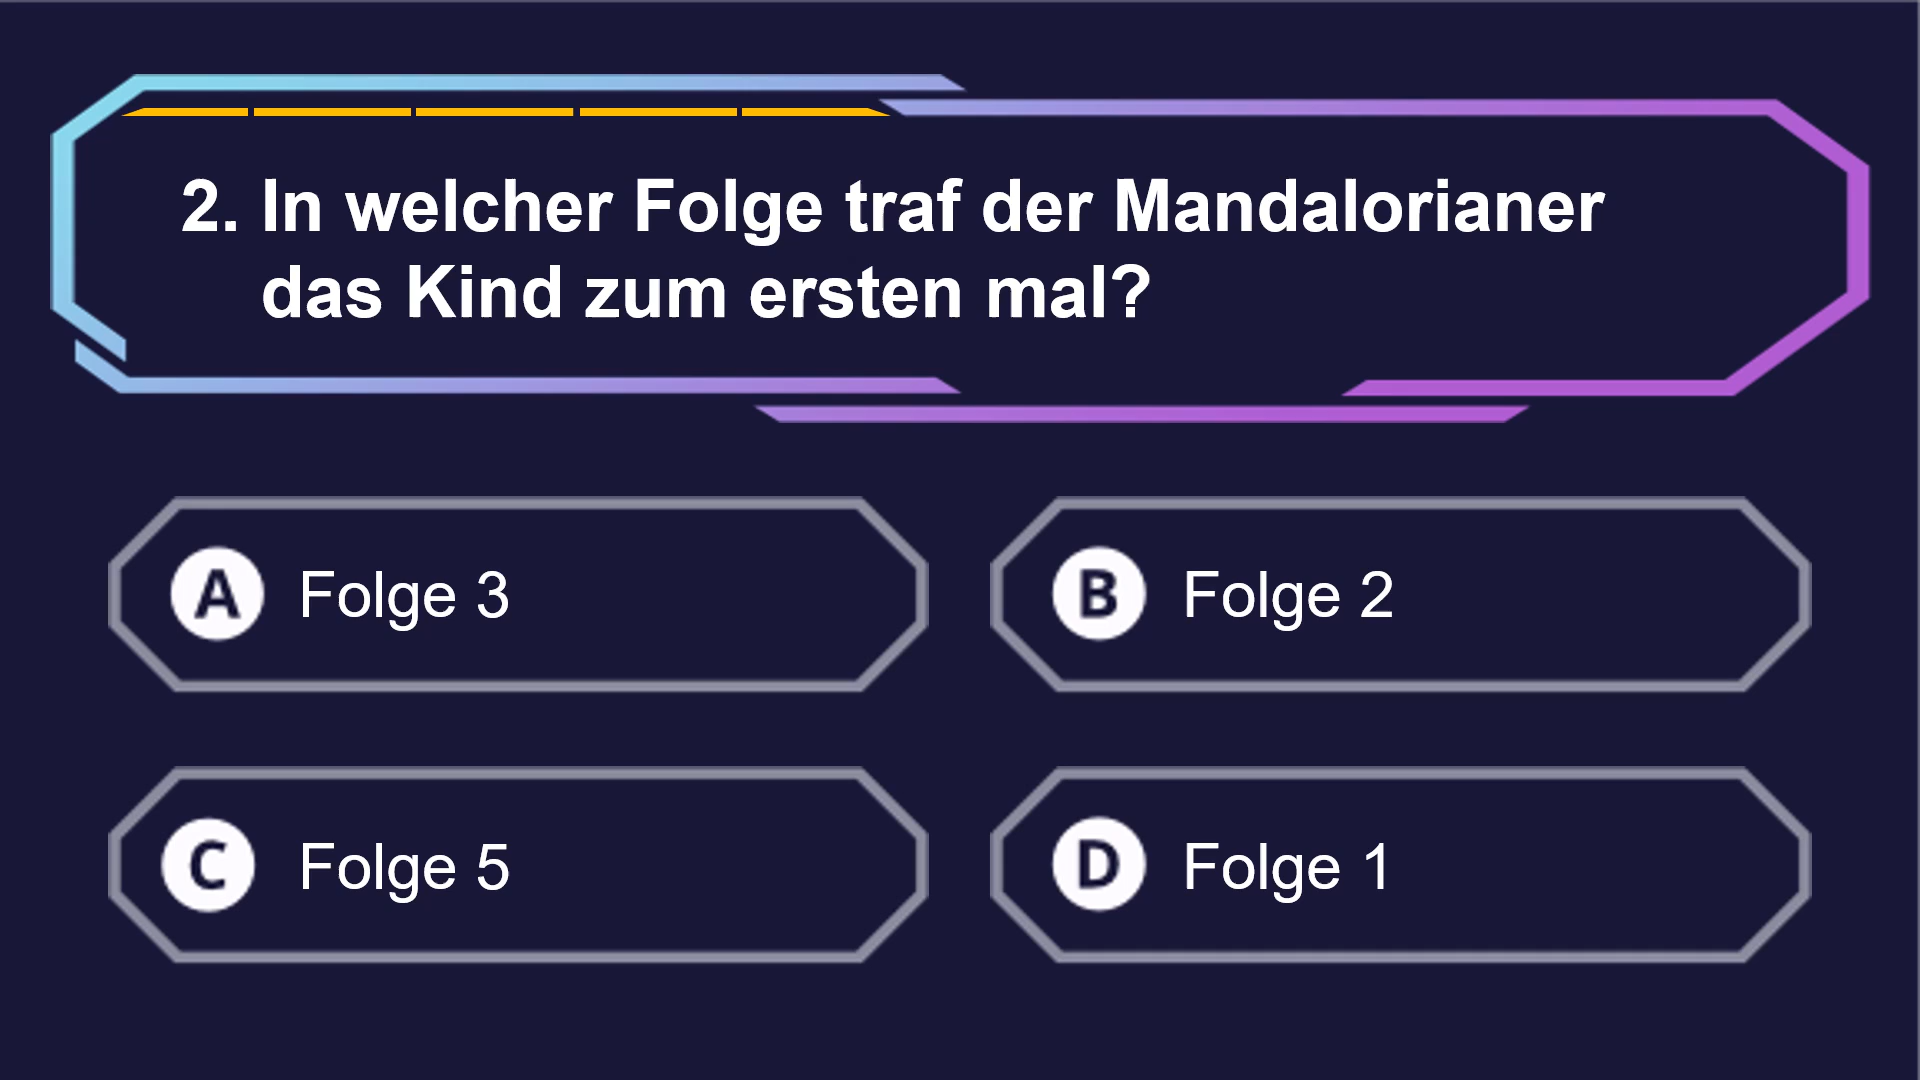 2. In welcher Folge traf der Mandalorianer
das Kind zum ersten mal?
A Folge 3
B Folge 2
C Folge 5
D Folge 1